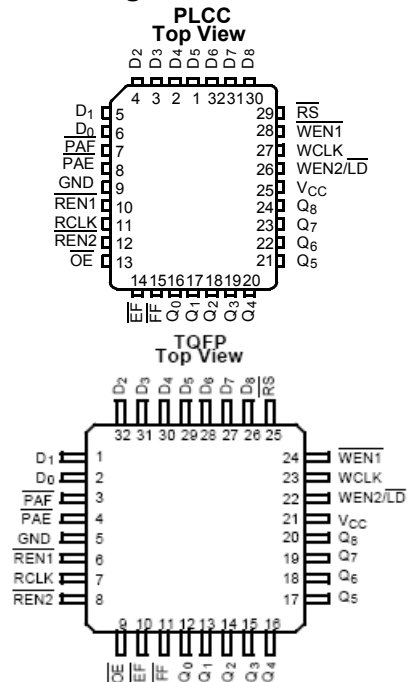 PLCC
Top View
D2 D3 D4 D5 D6 D7 D8
4 3 2 1 32 31 30
D1 5
D0 6
PAF 7
PAE 8
GND 9
REN1 10
RCLK 11
REN2 12
OE 13
29 RS
28 WEN1
27 WCLK
26 WEN2/LD
25 VCC
24 Q8
23 Q7
22 Q6
21 Q5
14 15 16 17 18 19 20
EF FF Q0 Q1 Q2 Q3 Q4
TQFP
Top View
D2 D3 D4 D5 D6 D7 D8 RS
32 31 30 29 28 27 26 25
D1 1
D0 2
PAF 3
PAE 4
GND 5
REN1 6
RCLK 7
REN2 8
24 WEN1
23 WCLK
22 WEN2/LD
21 VCC
20 Q8
19 Q7
18 Q6
17 Q5
9 10 11 12 13 14 15 16
OE EF FF Q0 Q1 Q2 Q3 Q4